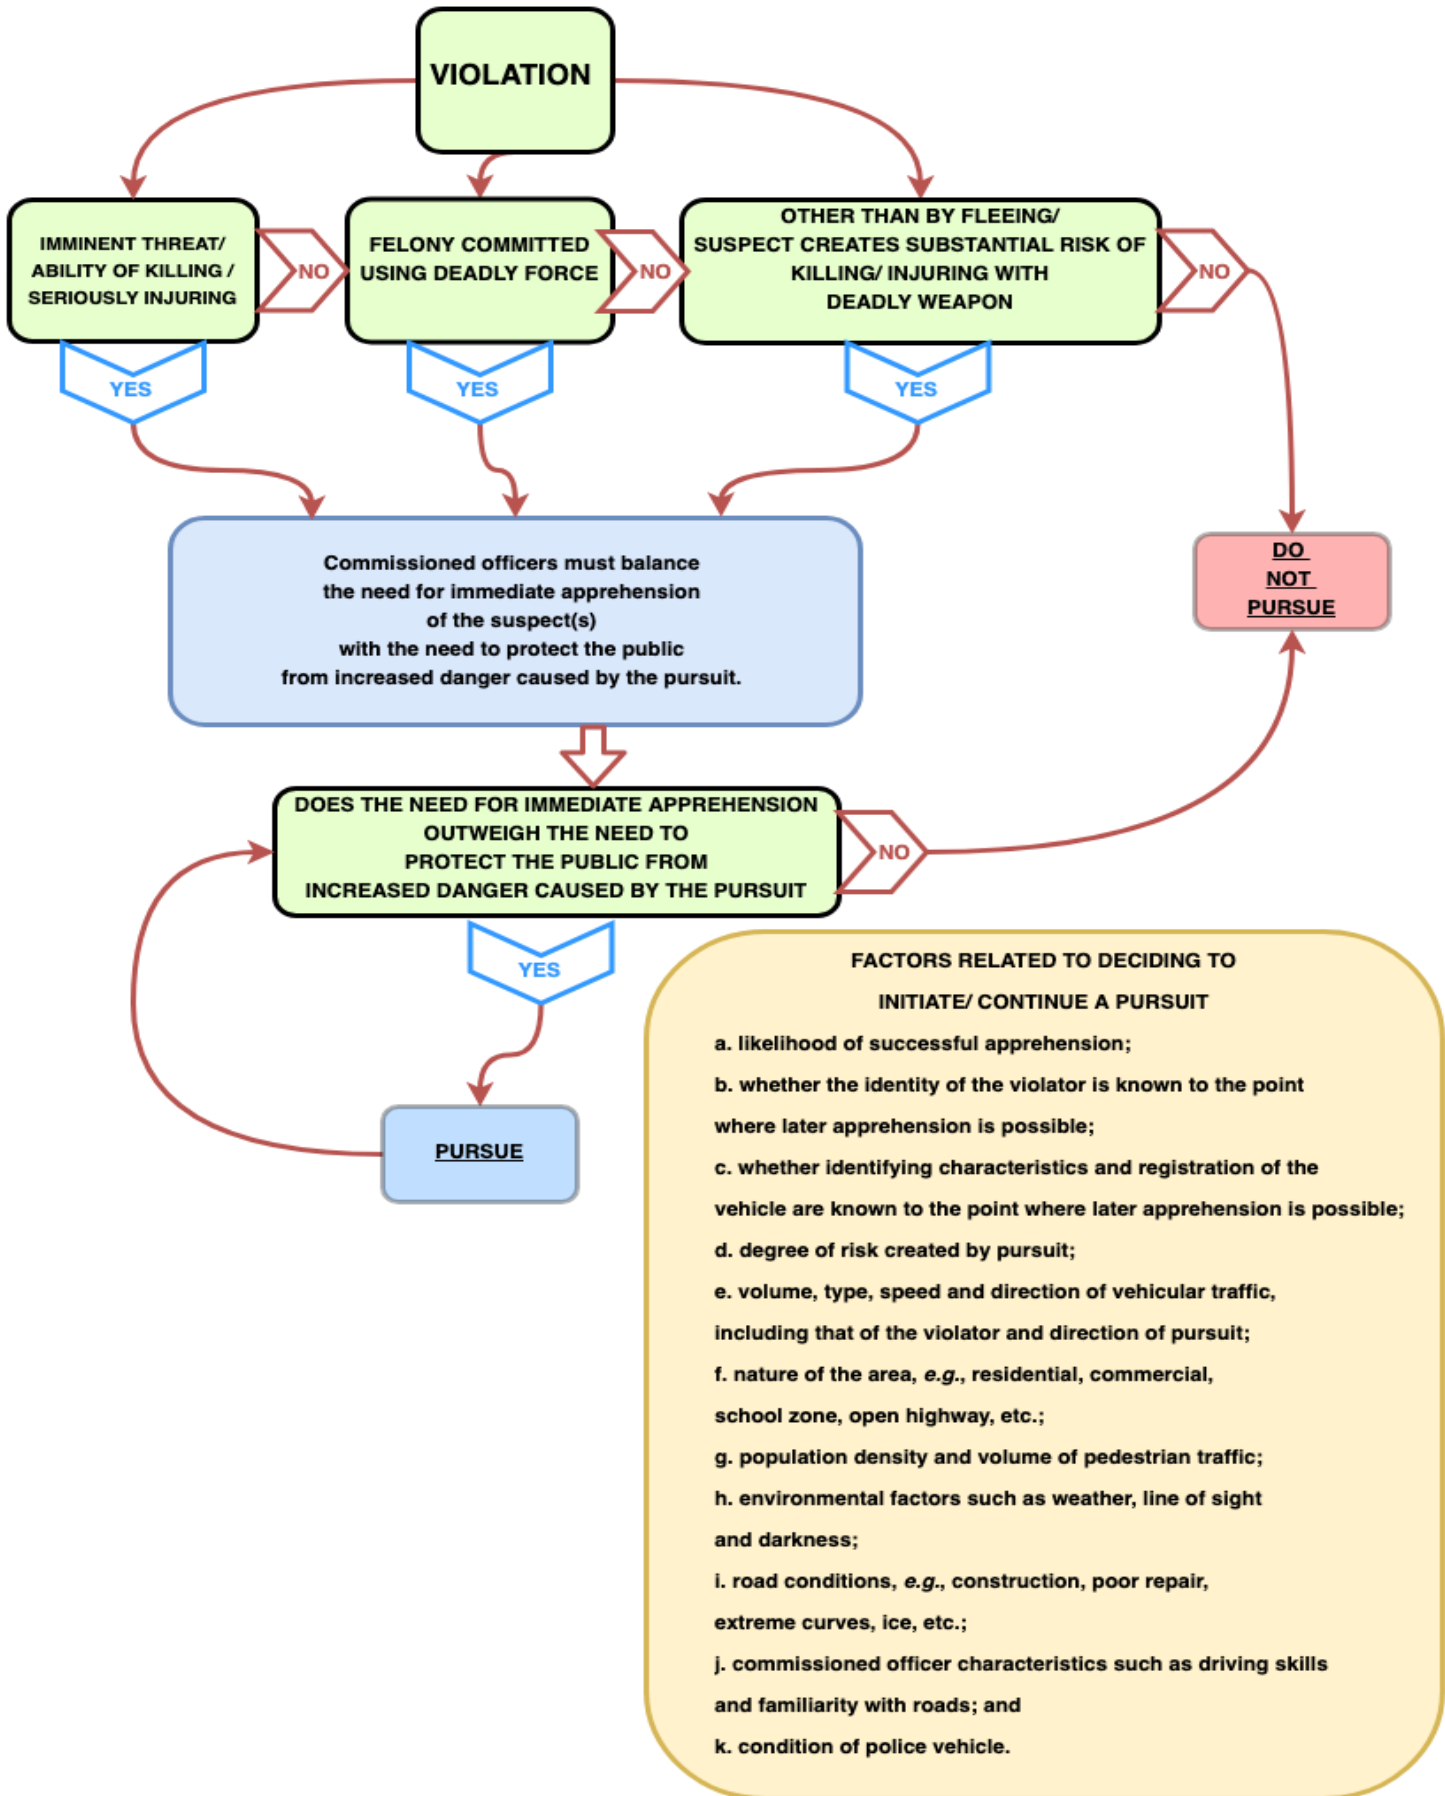 VIOLATION
IMMINENT THREAT/
ABILITY OF KILLING /
SERIOUSLY INJURING
NO
FELONY COMMITTED
USING DEADLY FORCE
NO
OTHER THAN BY FLEEING/
SUSPECT CREATES SUBSTANTIAL RISK OF
KILLING/ INJURING WITH
DEADLY WEAPON
NO
YES
YES
YES
Commissioned officers must balance
the need for immediate apprehension
of the suspect(s)
with the need to protect the public
from increased danger caused by the pursuit.
DO
NOT
PURSUE
DOES THE NEED FOR IMMEDIATE APPREHENSION
OUTWEIGH THE NEED TO
PROTECT THE PUBLIC FROM
INCREASED DANGER CAUSED BY THE PURSUIT
NO
YES
PURSUE
FACTORS RELATED TO DECIDING TO
INITIATE/ CONTINUE A PURSUIT
a. likelihood of successful apprehension;
b. whether the identity of the violator is known to the point
where later apprehension is possible;
c. whether identifying characteristics and registration of the
vehicle are known to the point where later apprehension is possible;
d. degree of risk created by pursuit;
e. volume, type, speed and direction of vehicular traffic,
including that of the violator and direction of pursuit;
f. nature of the area, e.g., residential, commercial,
school zone, open highway, etc.;
g. population density and volume of pedestrian traffic;
h. environmental factors such as weather, line of sight
and darkness;
i. road conditions, e.g., construction, poor repair,
extreme curves, ice, etc.;
j. commissioned officer characteristics such as driving skills
and familiarity with roads; and
k. condition of police vehicle.